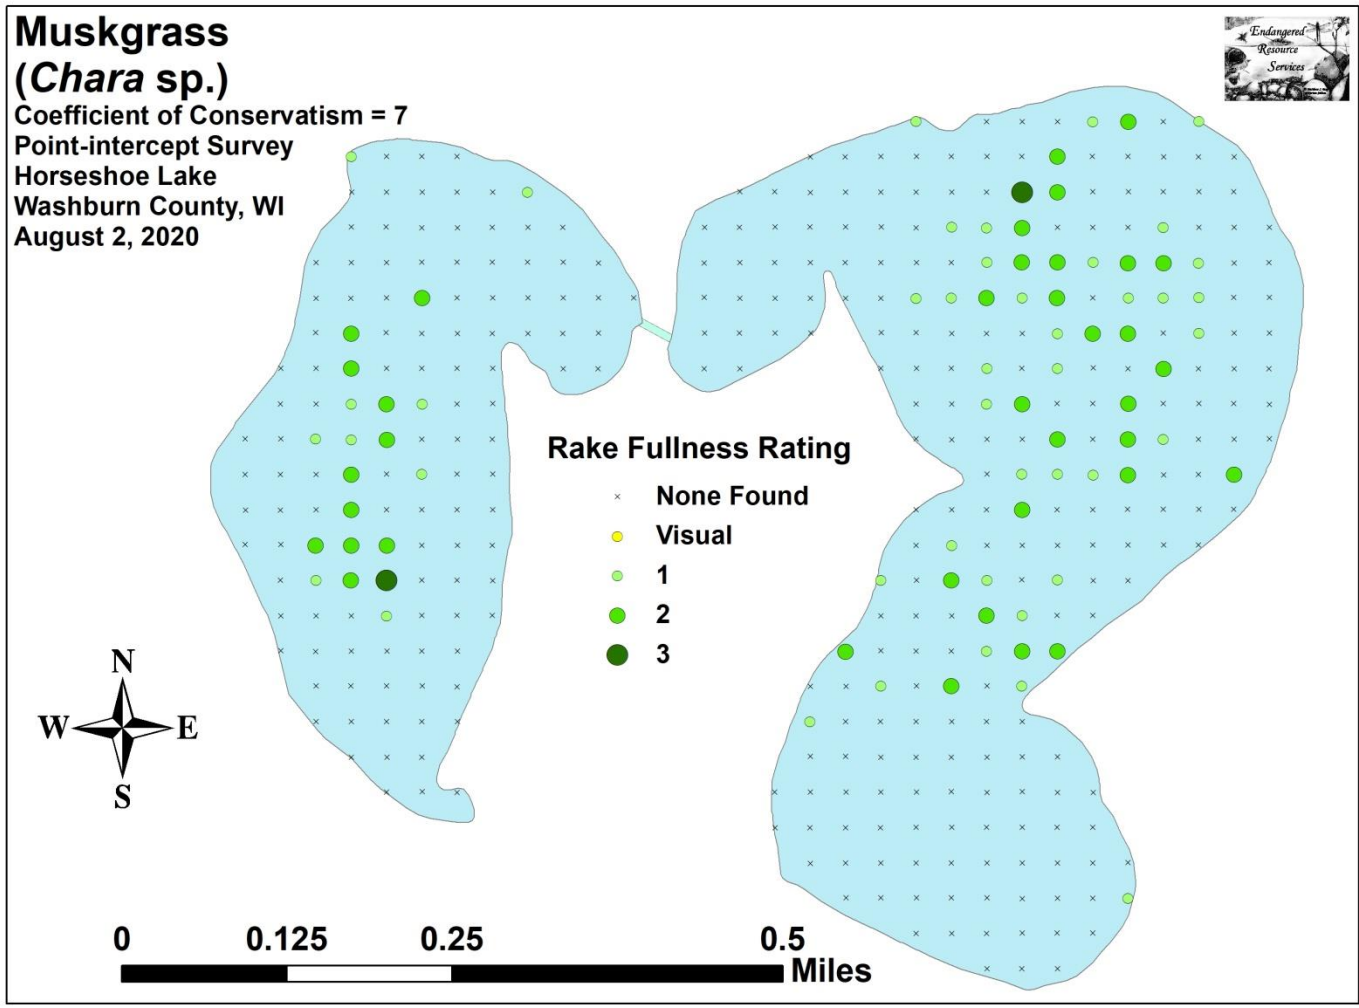 Muskgrass
(Chara sp.)
Coefficient of Conservatism = 7
Point-intercept Survey
Horseshoe Lake
Washburn County, WI
August 2, 2020
Endangered
Resource
Services
Rake Fullness Rating
None Found
Visual
1
2
3
N
W E
S
0 0.125 0.25 0.5
Miles